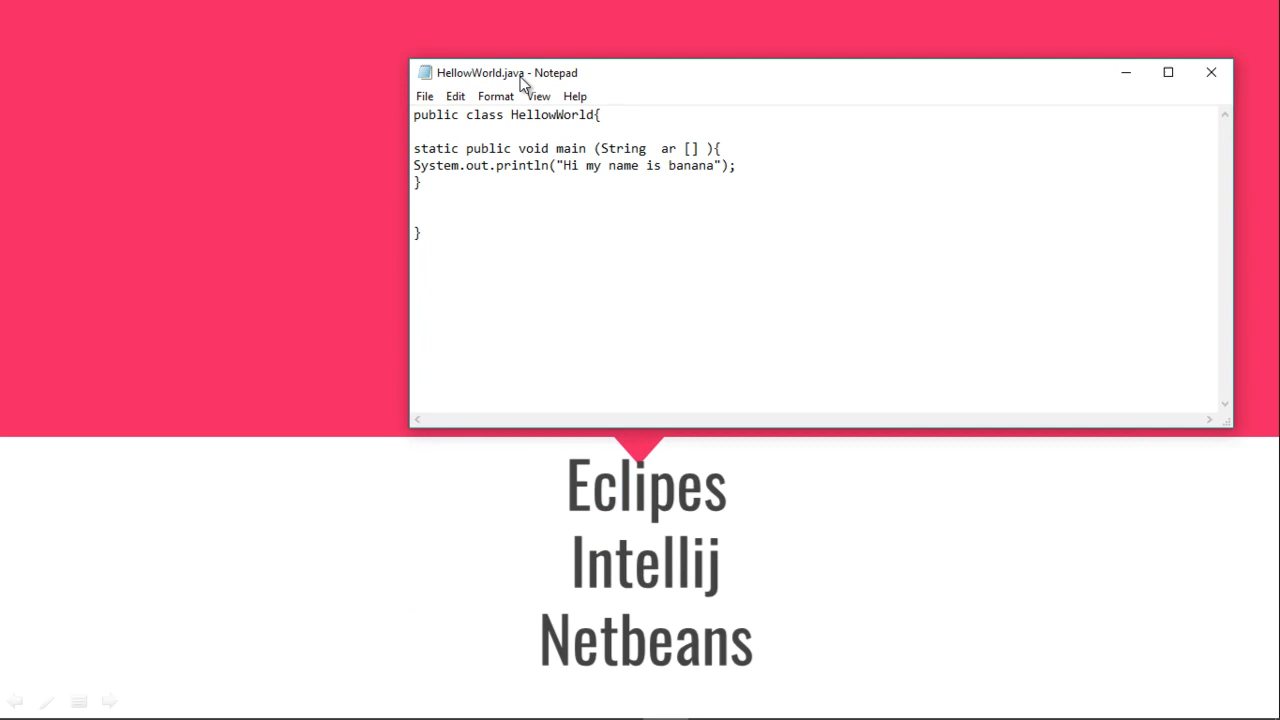 HellowWorld.java - Notepad
File Edit Format View Help
public class HellowWorld{
static public void main (String  ar [] ){
System.out.println("Hi my name is banana");
}
}
Eclipes
Intellij
Netbeans